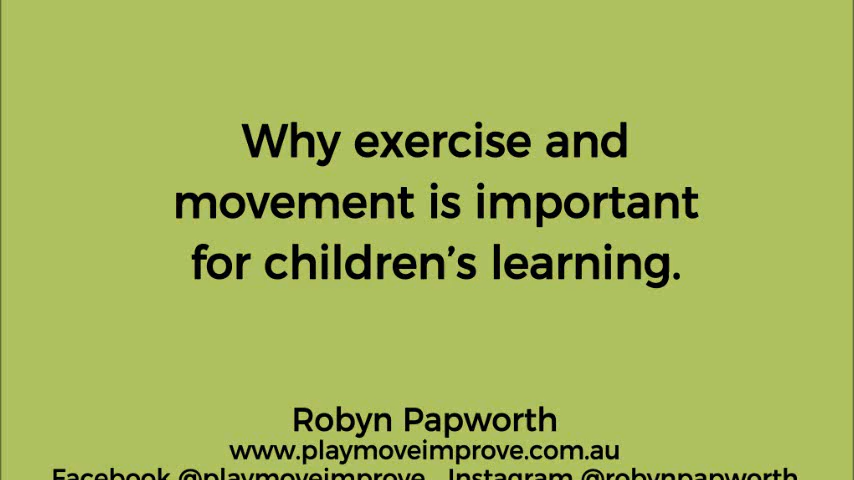 Why exercise and
movement is important
for children’s learning.
Robyn Papworth
www.playmoveimprove.com.au
Facebook @playmoveimprove Instagram @robynpapworth